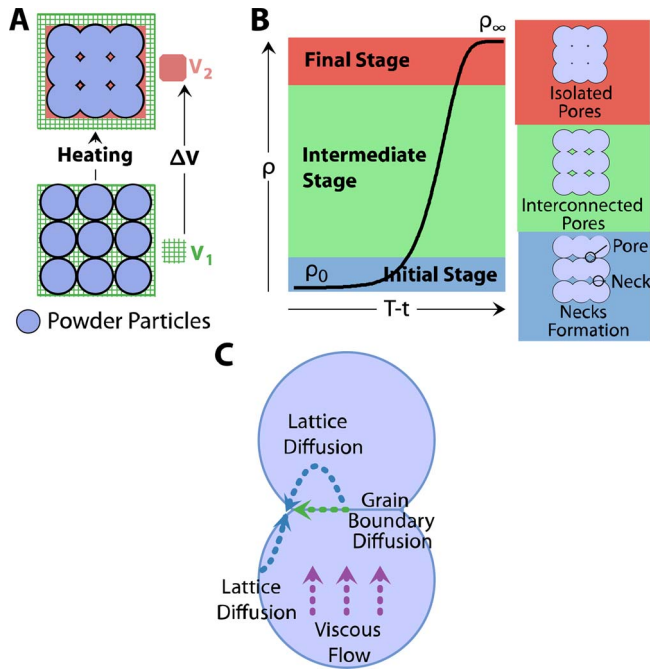 A
V2
Heating
ΔV
V1
Powder Particles
B
ρ∞
Final Stage
Intermediate
Stage
ρ
ρ0
Initial Stage
T-t
Isolated
Pores
Interconnected
Pores
Pore
Neck
Necks
Formation
C
Lattice
Diffusion
Grain
Boundary
Diffusion
Lattice
Diffusion
Viscous
Flow